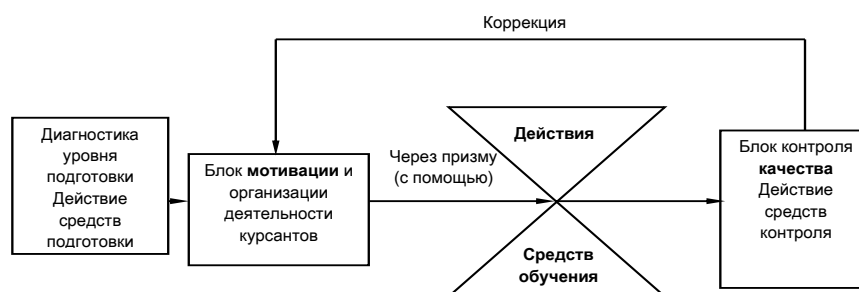 Коррекция
Диагностика
уровня
подготовки
Действие
средств
подготовки
Блок мотивации и
организации
деятельности
курсантов
Через призму
(с помощью)
Действия
Средств
обучения
Блок контроля
качества
Действие
средств
контроля